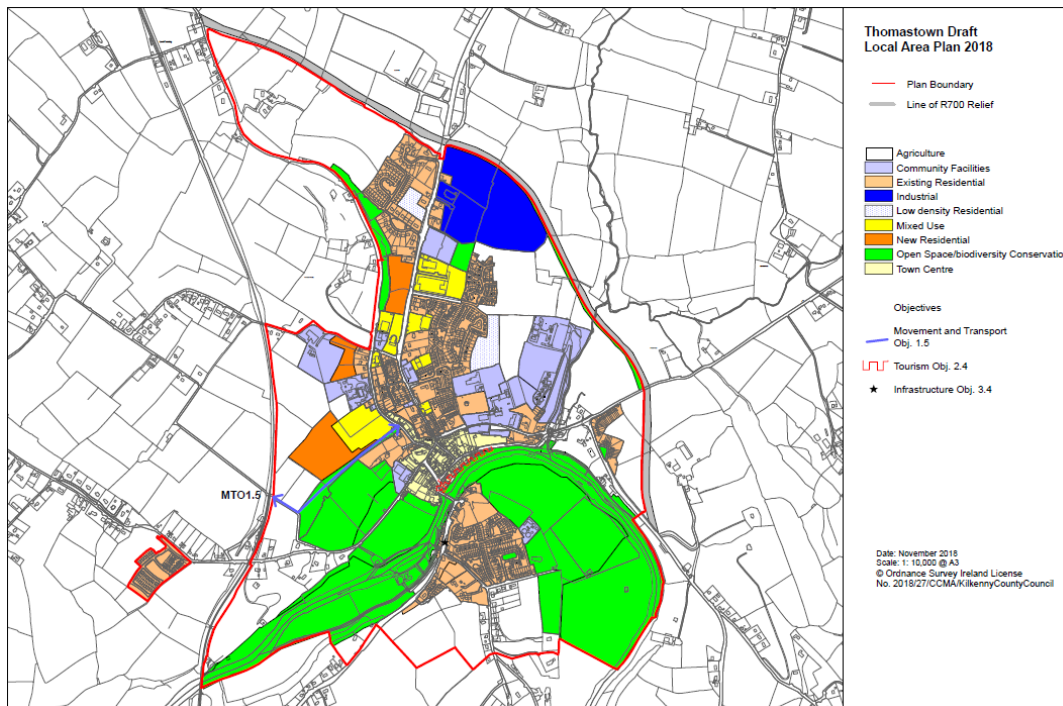 Thomastown Draft
Local Area Plan 2018
Plan Boundary
Line of R700 Relief
Agriculture
Community Facilities
Existing Residential
Industrial
Low density Residential
Mixed Use
New Residential
Open Space/biodiversity Conservation
Town Centre
Objectives
Movement and Transport
Obj. 1.5
Tourism Obj. 2.4
Infrastructure Obj. 3.4
MTO1.5
Date: November 2018
Scale: 1: 10,000 @ A3
© Ordnance Survey Ireland License
No. 2018/27/CCMA/KilkennyCountyCouncil